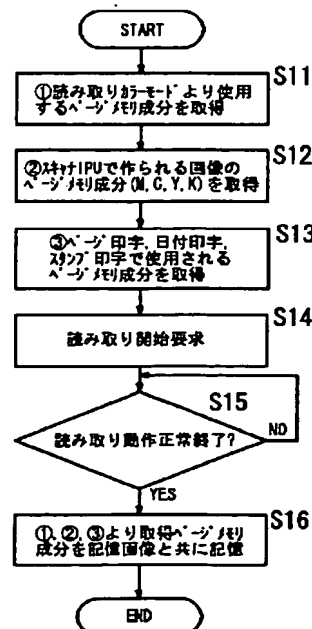 START
S11
①読み取りカラーモードより使用
するページメモリ成分を取得
S12
②スキャナIPUで作られる画像の
ページメモリ成分(M,C,Y,K)を取得
S13
③ページ印字,日付印字,
スタンプ印字で使用される
ページメモリ成分を取得
S14
読み取り開始要求
S15
読み取り動作正常終了?
NO
YES
S16
①,②,③より取得ページメモリ
成分を記憶画像と共に記憶
END